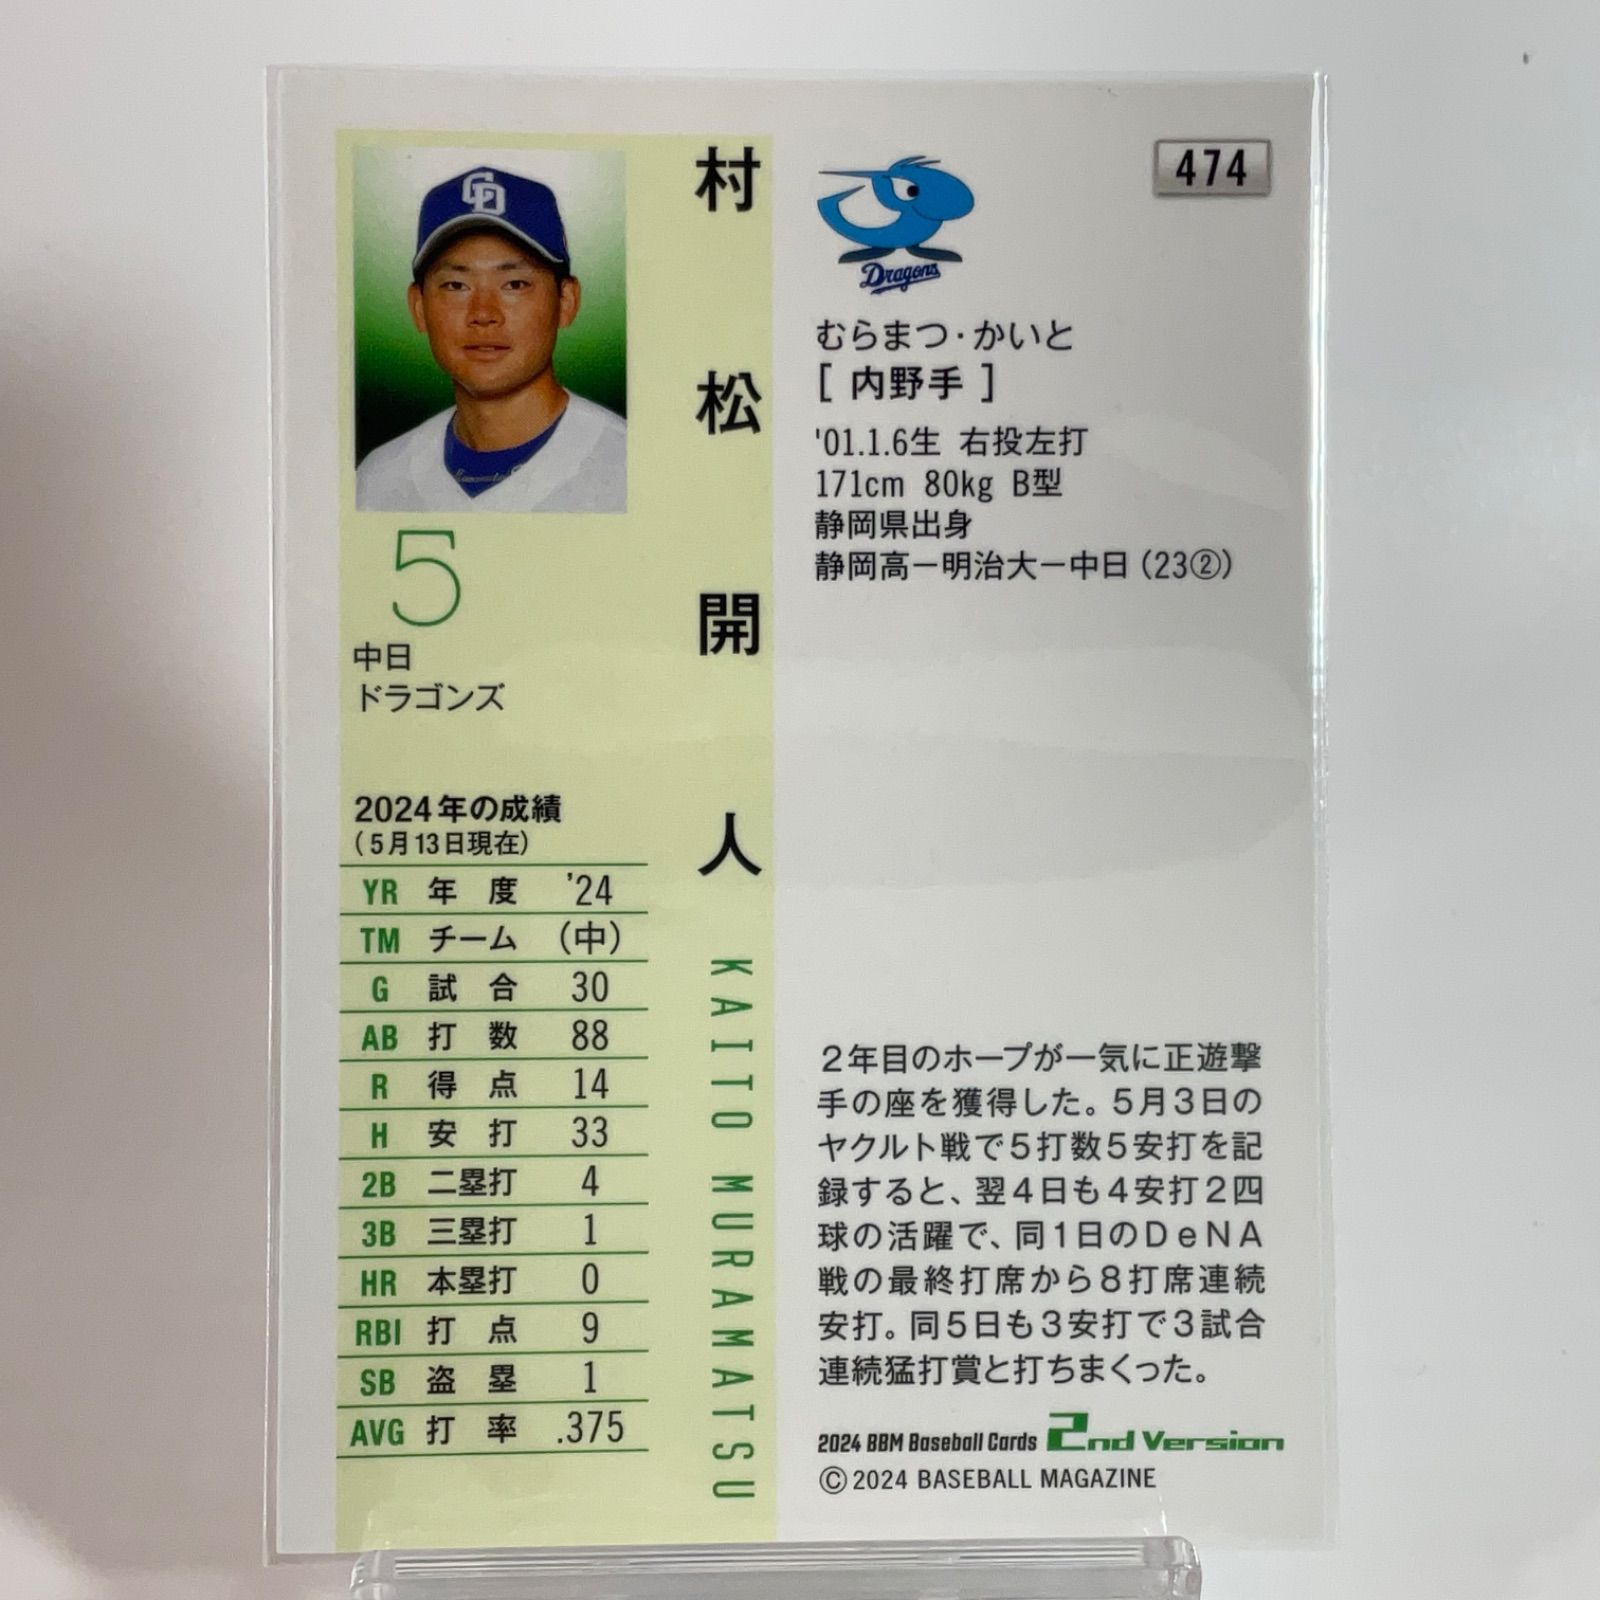 村松開人
KAITO MURAMATSU
5
中日
ドラゴンズ
2024年の成績
(5月13日現在)
YR 年度 '24
TM チーム (中)
G 試合 30
AB 打数 88
R 得点 14
H 安打 33
2B 二塁打 4
3B 三塁打 1
HR 本塁打 0
RBI 打点 9
SB 盗塁 1
AVG 打率 .375
474
Dragons
むらまつ・かいと
[ 内野手 ]
'01.1.6生 右投左打
171cm 80kg B型
静岡県出身
静岡高－明治大－中日(23②)
2年目のホープが一気に正遊撃
手の座を獲得した。5月3日の
ヤクルト戦で5打数5安打を記
録すると、翌4日も4安打2四
球の活躍で、同1日のDeNA
戦の最終打席から8打席連続
安打。同5日も3安打で3試合
連続猛打賞と打ちまくった。
2024 BBM Baseball Cards 2nd Version
©2024 BASEBALL MAGAZINE